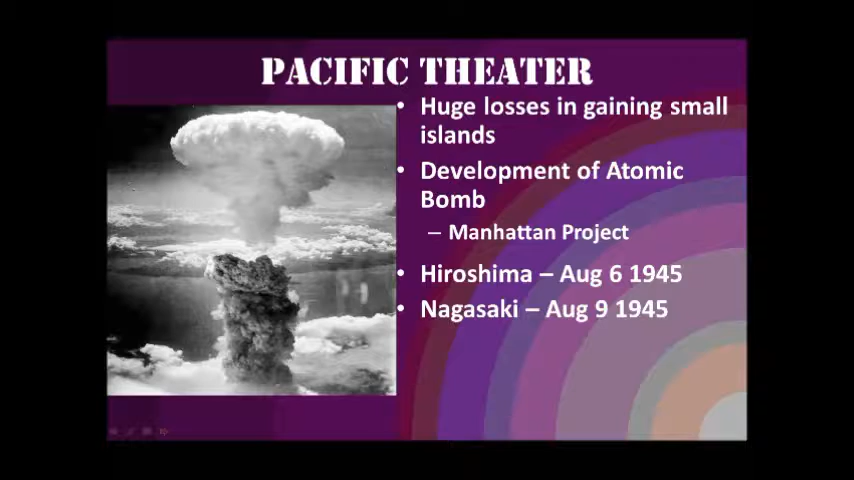 PACIFIC THEATER
• Huge losses in gaining small
islands
• Development of Atomic
Bomb
– Manhattan Project
• Hiroshima – Aug 6 1945
• Nagasaki – Aug 9 1945